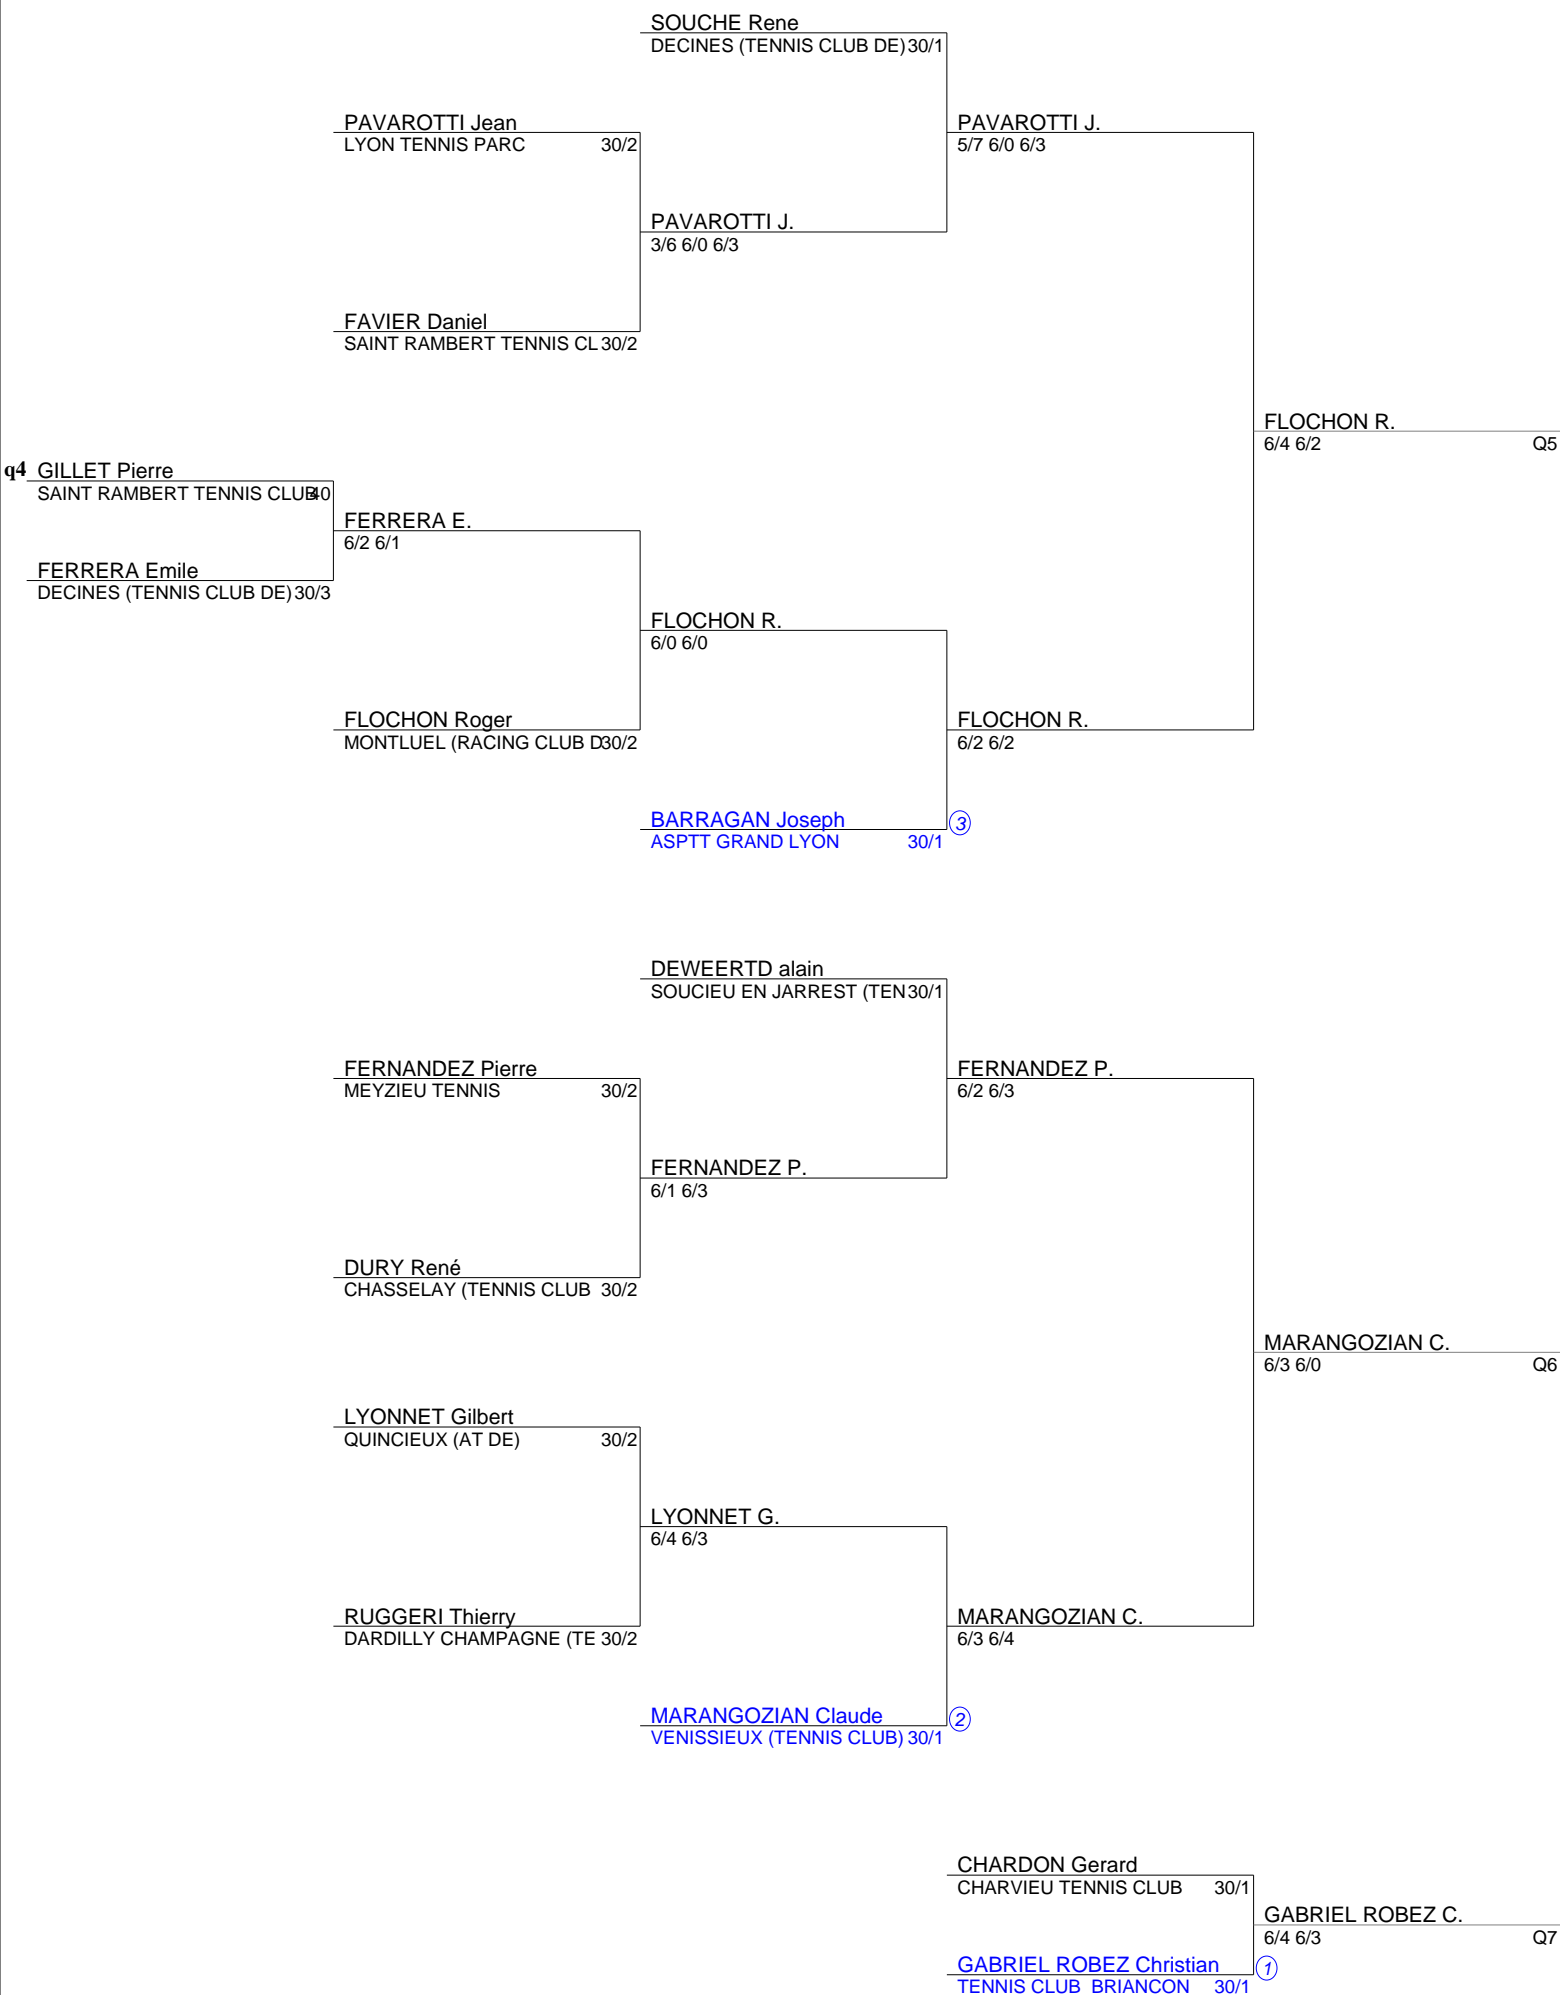 SOUCHE Rene
DECINES (TENNIS CLUB DE) 30/1
PAVAROTTI Jean
LYON TENNIS PARC 30/2
PAVAROTTI J.
5/7 6/0 6/3
PAVAROTTI J.
3/6 6/0 6/3
FAVIER Daniel
SAINT RAMBERT TENNIS CL 30/2
FLOCHON R.
6/4 6/2 Q5
q4 GILLET Pierre
SAINT RAMBERT TENNIS CLUB 40
FERRERA E.
6/2 6/1
FERRERA Emile
DECINES (TENNIS CLUB DE) 30/3
FLOCHON R.
6/0 6/0
FLOCHON Roger
MONTLUEL (RACING CLUB D 30/2
FLOCHON R.
6/2 6/2
BARRAGAN Joseph 3
ASPTT GRAND LYON 30/1
DEWEERTD alain
SOUCIEU EN JARREST (TEN 30/1
FERNANDEZ Pierre
MEYZIEU TENNIS 30/2
FERNANDEZ P.
6/2 6/3
FERNANDEZ P.
6/1 6/3
DURY René
CHASSELAY (TENNIS CLUB 30/2
MARANGOZIAN C.
6/3 6/0 Q6
LYONNET Gilbert
QUINCIEUX (AT DE) 30/2
LYONNET G.
6/4 6/3
RUGGERI Thierry
DARDILLY CHAMPAGNE (TE 30/2
MARANGOZIAN C.
6/3 6/4
MARANGOZIAN Claude 2
VENISSIEUX (TENNIS CLUB) 30/1
CHARDON Gerard
CHARVIEU TENNIS CLUB 30/1
GABRIEL ROBEZ C.
6/4 6/3 Q7
GABRIEL ROBEZ Christian 1
TENNIS CLUB BRIANCON 30/1